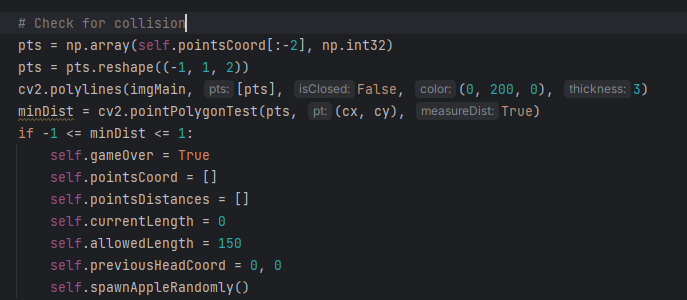 # Check for collision
pts = np.array(self.pointsCoord[:-2], np.int32)
pts = pts.reshape((-1, 1, 2))
cv2.polylines(imgMain, pts: [pts], isClosed: False, color: (0, 200, 0), thickness: 3)
minDist = cv2.pointPolygonTest(pts, pt: (cx, cy), measureDist: True)
if -1 <= minDist <= 1:
    self.gameOver = True
    self.pointsCoord = []
    self.pointsDistances = []
    self.currentLength = 0
    self.allowedLength = 150
    self.previousHeadCoord = 0, 0
    self.spawnAppleRandomly()